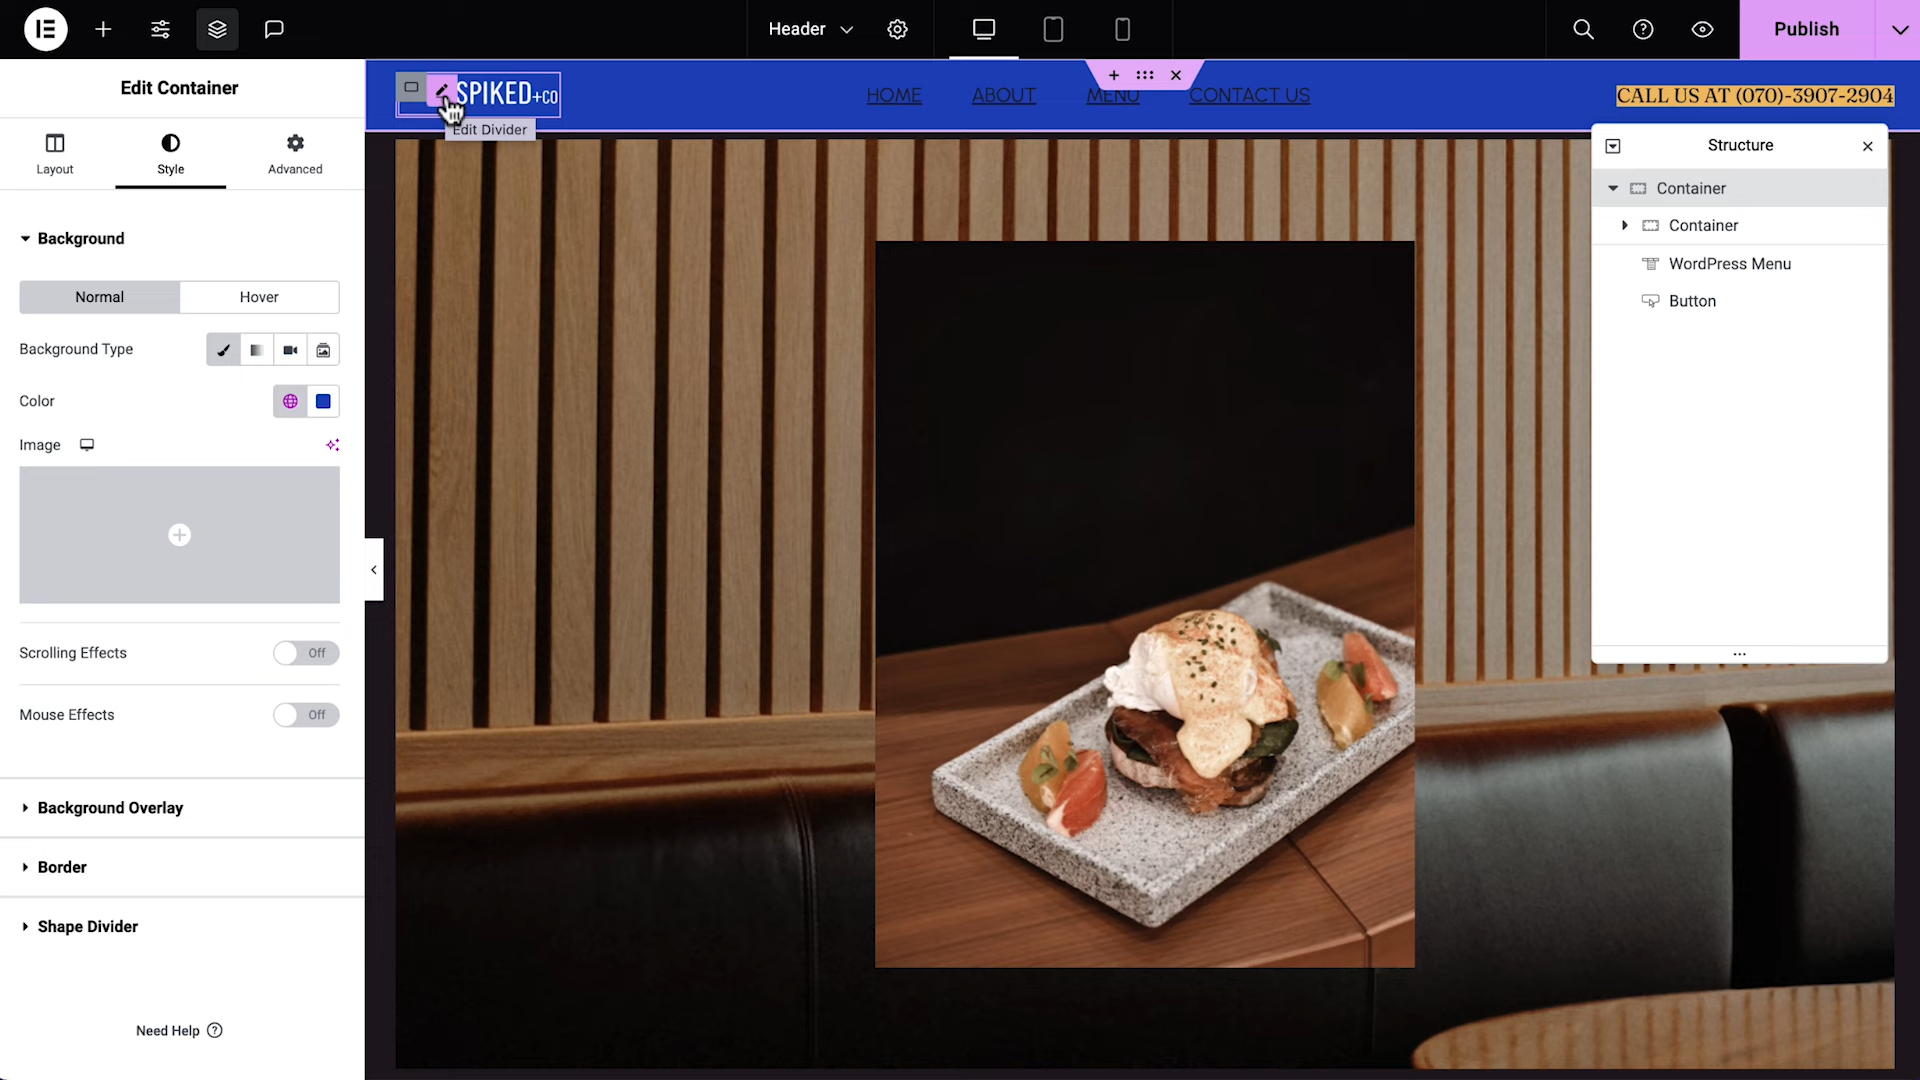 Header
Publish
Edit Container
Layout
Style
Advanced
Background
Normal
Hover
Background Type
Color
Image
Scrolling Effects
Off
Mouse Effects
Off
Background Overlay
Border
Shape Divider
Need Help
SPIKED+CO
Edit Divider
HOME
ABOUT
MENU
CONTACT US
CALL US AT (070)-3907-2904
Structure
Container
Container
WordPress Menu
Button